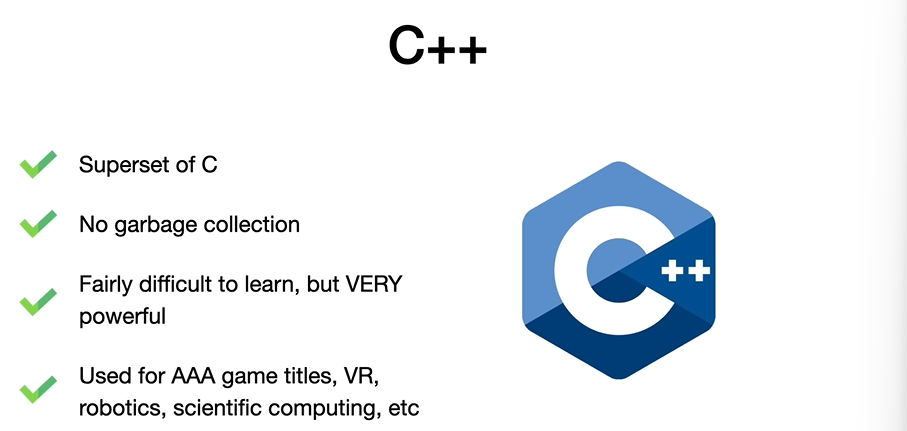 C++
Superset of C
No garbage collection
Fairly difficult to learn, but VERY
powerful
Used for AAA game titles, VR,
robotics, scientific computing, etc
C++